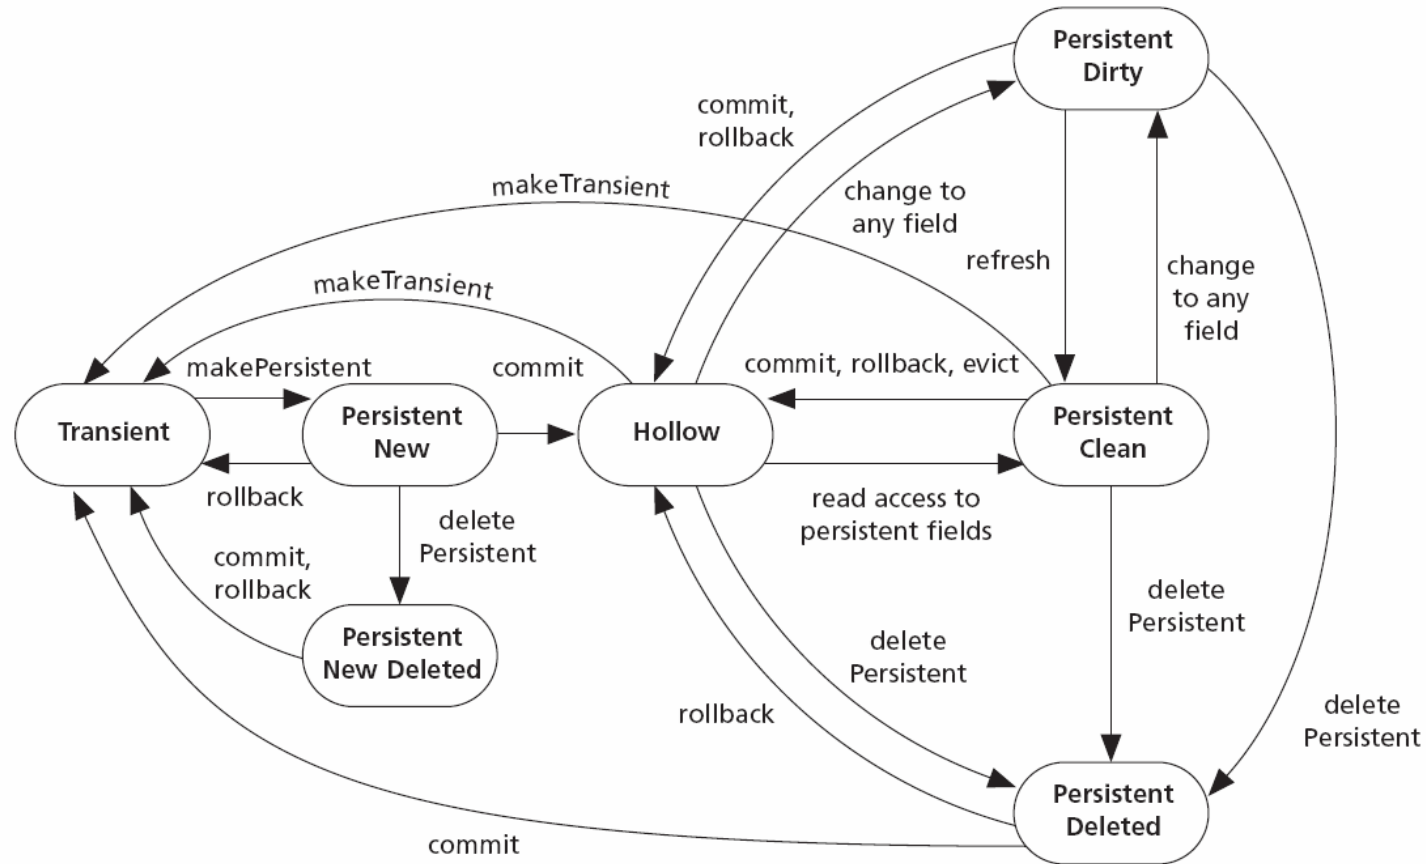 Persistent
Dirty
commit,
rollback
makeTransient
change to
any field
refresh
change
to any
field
makeTransient
makePersistent
commit
commit, rollback, evict
Transient
Persistent
New
Hollow
Persistent
Clean
rollback
delete
Persistent
read access to
persistent fields
commit,
rollback
delete
Persistent
Persistent
New Deleted
delete
Persistent
rollback
delete
Persistent
Persistent
Deleted
commit